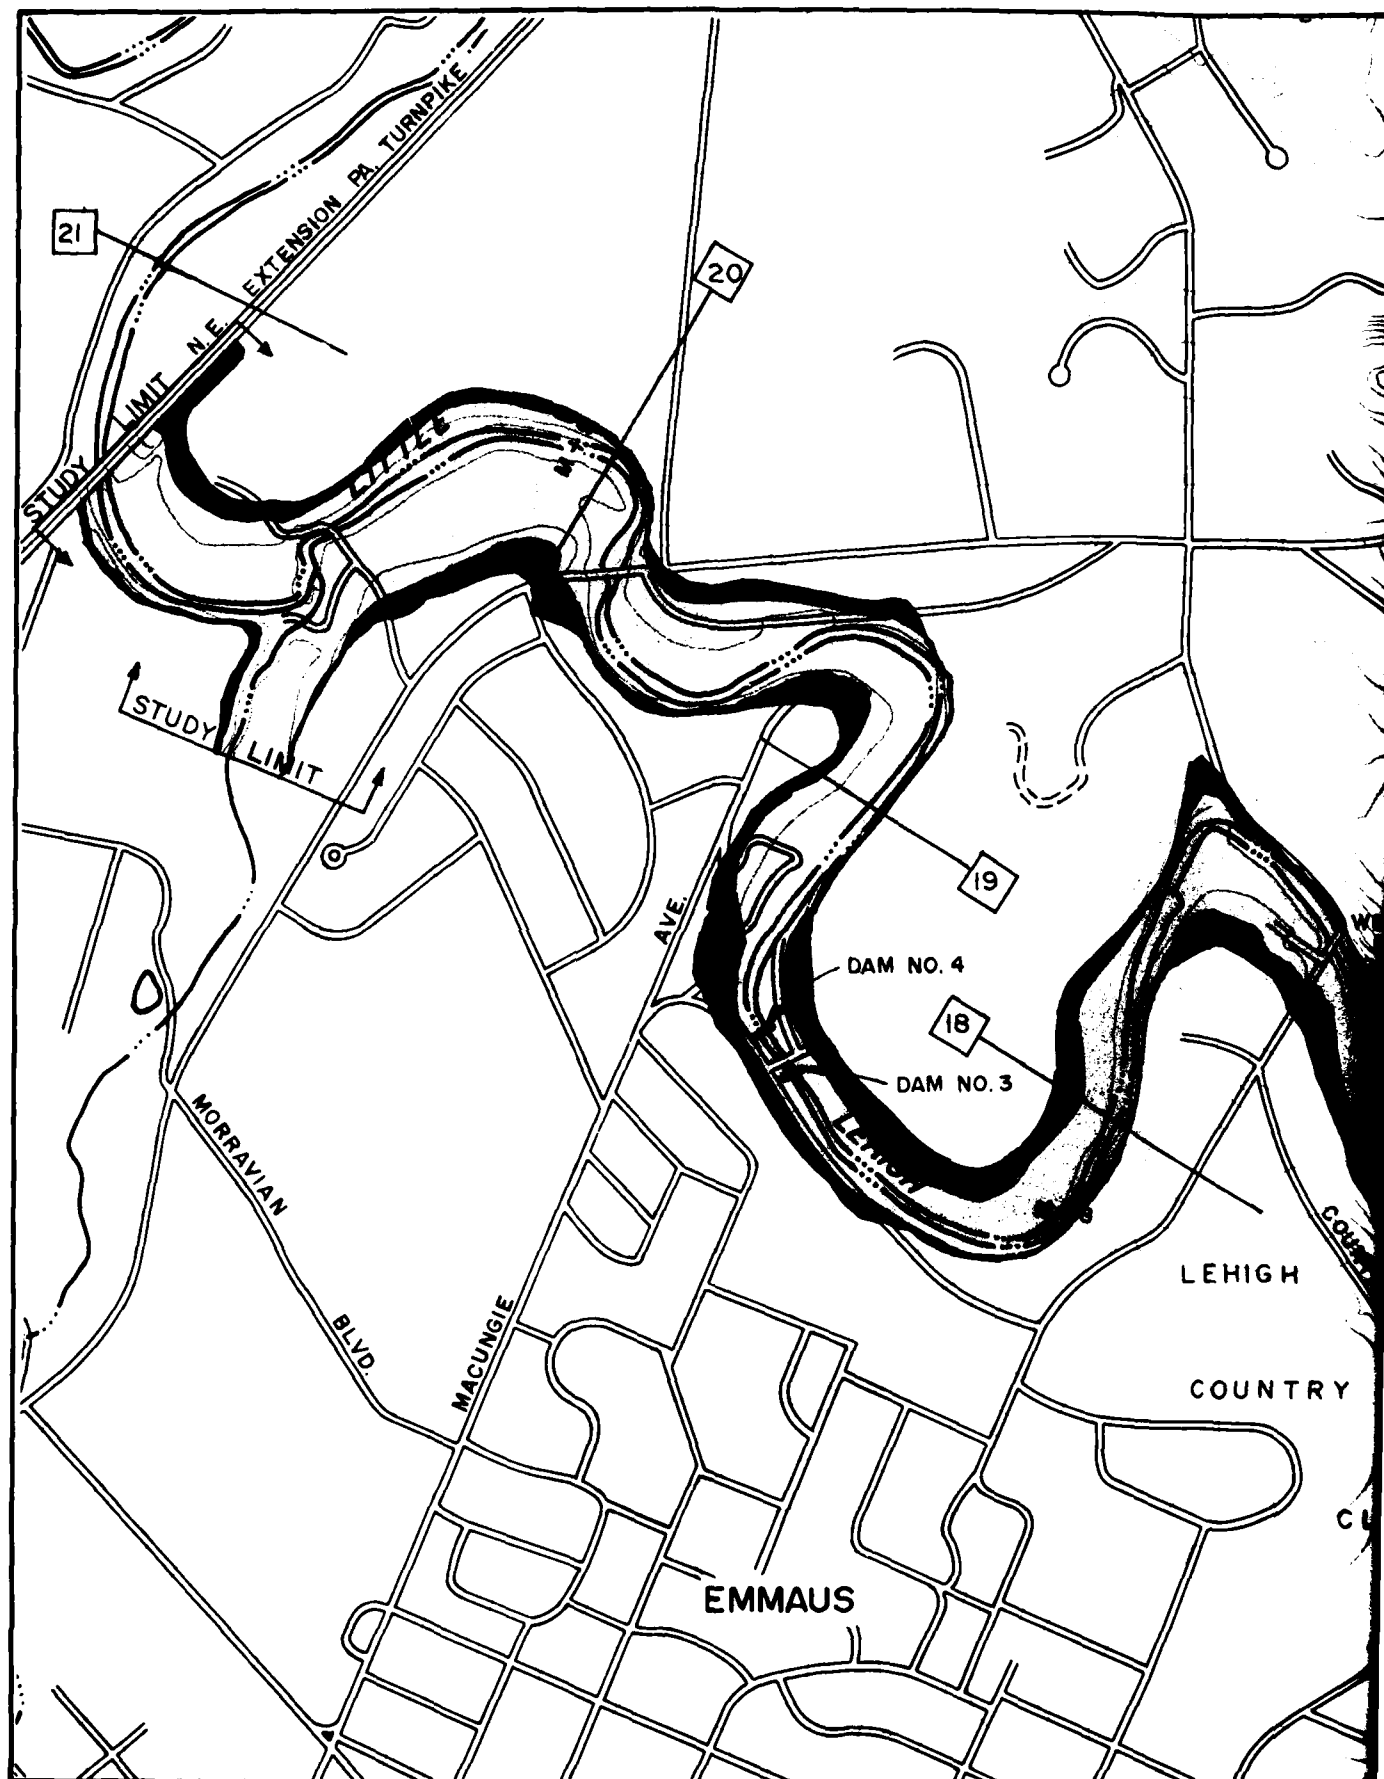 N.E. EXTENSION PA. TURNPIKE
21
20
STUDY LIMIT
LITTLE
M 4
STUDY LIMIT
19
AVE.
DAM NO. 4
18
DAM NO. 3
LEHIGH
MORRAVIAN
BLVD.
MACUNGIE
LEHIGH
COUNTRY
EMMAUS